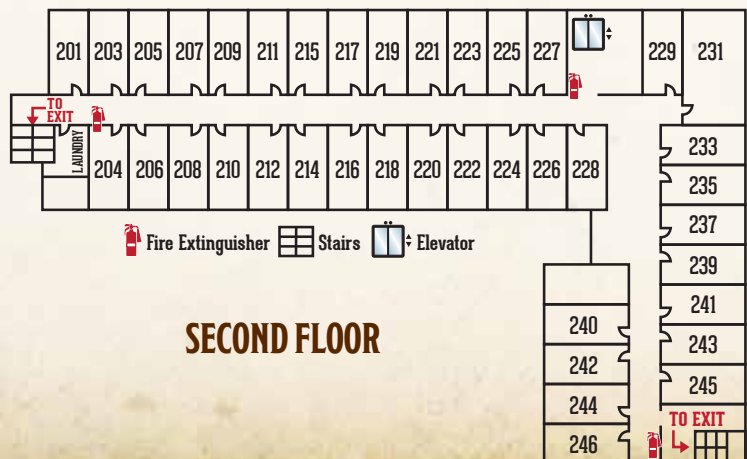 201 203 205 207 209 211 215 217 219 221 223 225 227 229 231
TO
EXIT
LAUNDRY
204 206 208 210 212 214 216 218 220 222 224 226 228
233
235
237
239
241
243
245
Fire Extinguisher Stairs Elevator
SECOND FLOOR
240
242
244
246
TO EXIT